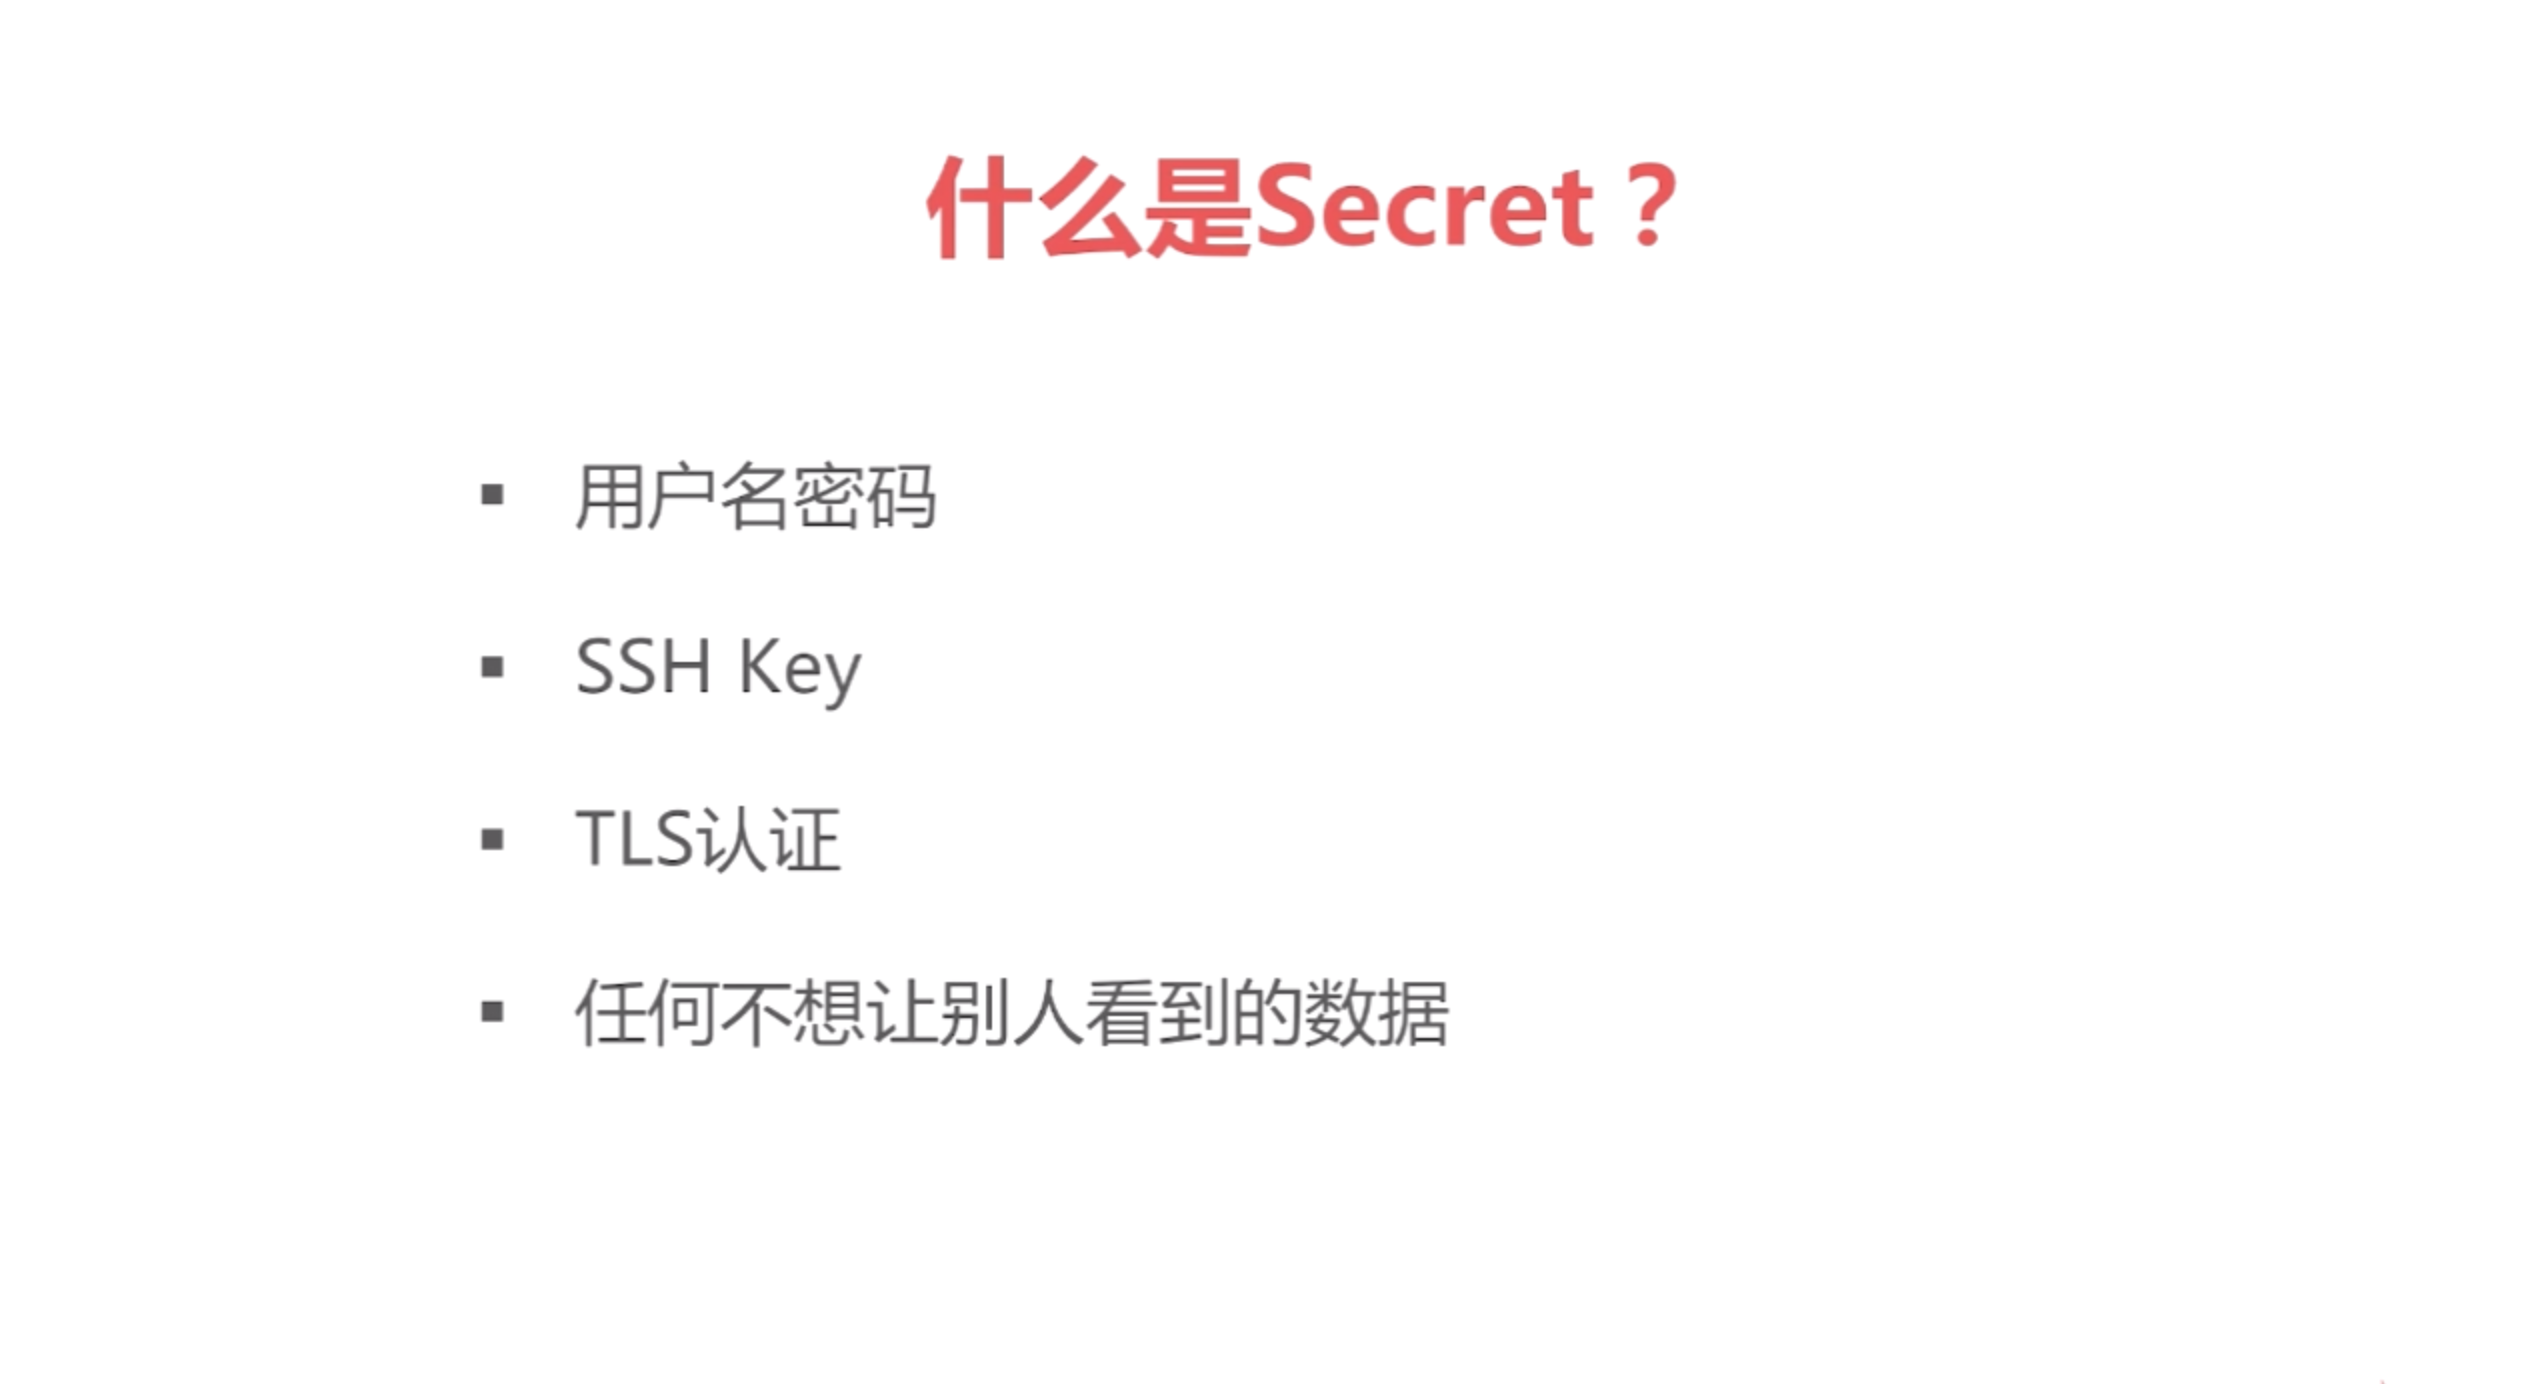 什么是Secret？
▪ 用户名密码
▪ SSH Key
▪ TLS认证
▪ 任何不想让别人看到的数据